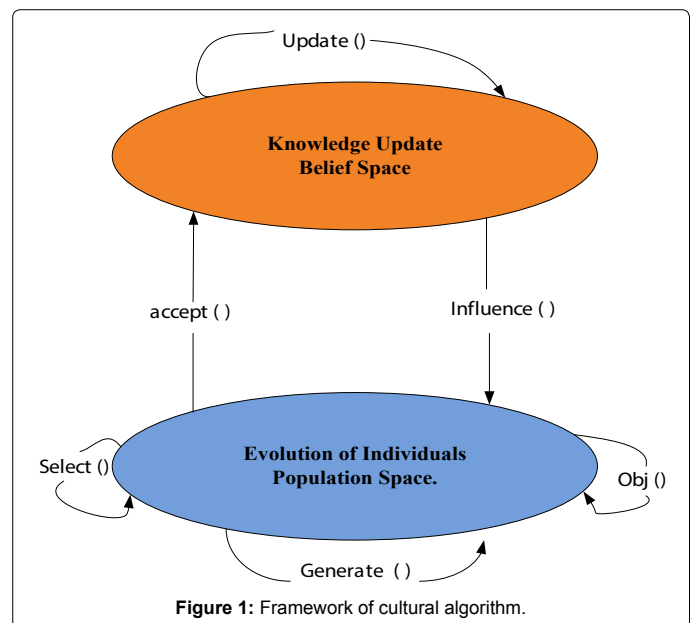 Update ()
Knowledge Update
Belief Space
accept ( )
Influence ( )
Evolution of Individuals
Population Space.
Select ()
Obj ()
Generate ( )
Figure 1: Framework of cultural algorithm.